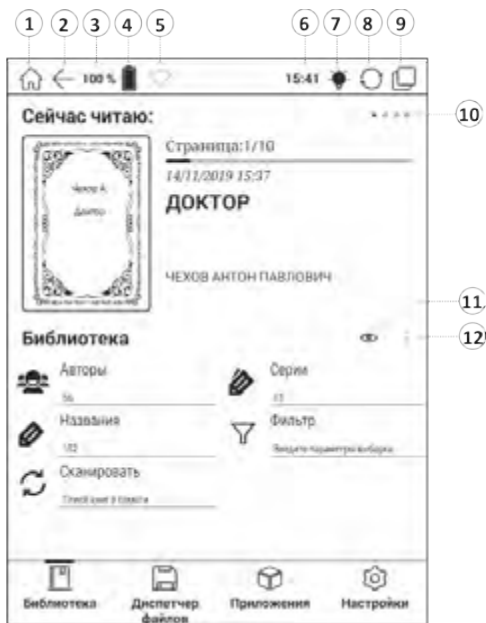 1 2 3 4 5 6 7 8 9
100 % 15:41
Сейчас читаю:
10
Страница:1/10
14/11/2019 15:37
ДОКТОР
Чехов А.
Доктор
ЧЕХОВ АНТОН ПАВЛОВИЧ
11
Библиотека
12
Авторы
Серии
Названия
Фильтр
Введите параметры выборки
Сканировать
Библиотека Диспетчер файлов Приложения Настройки